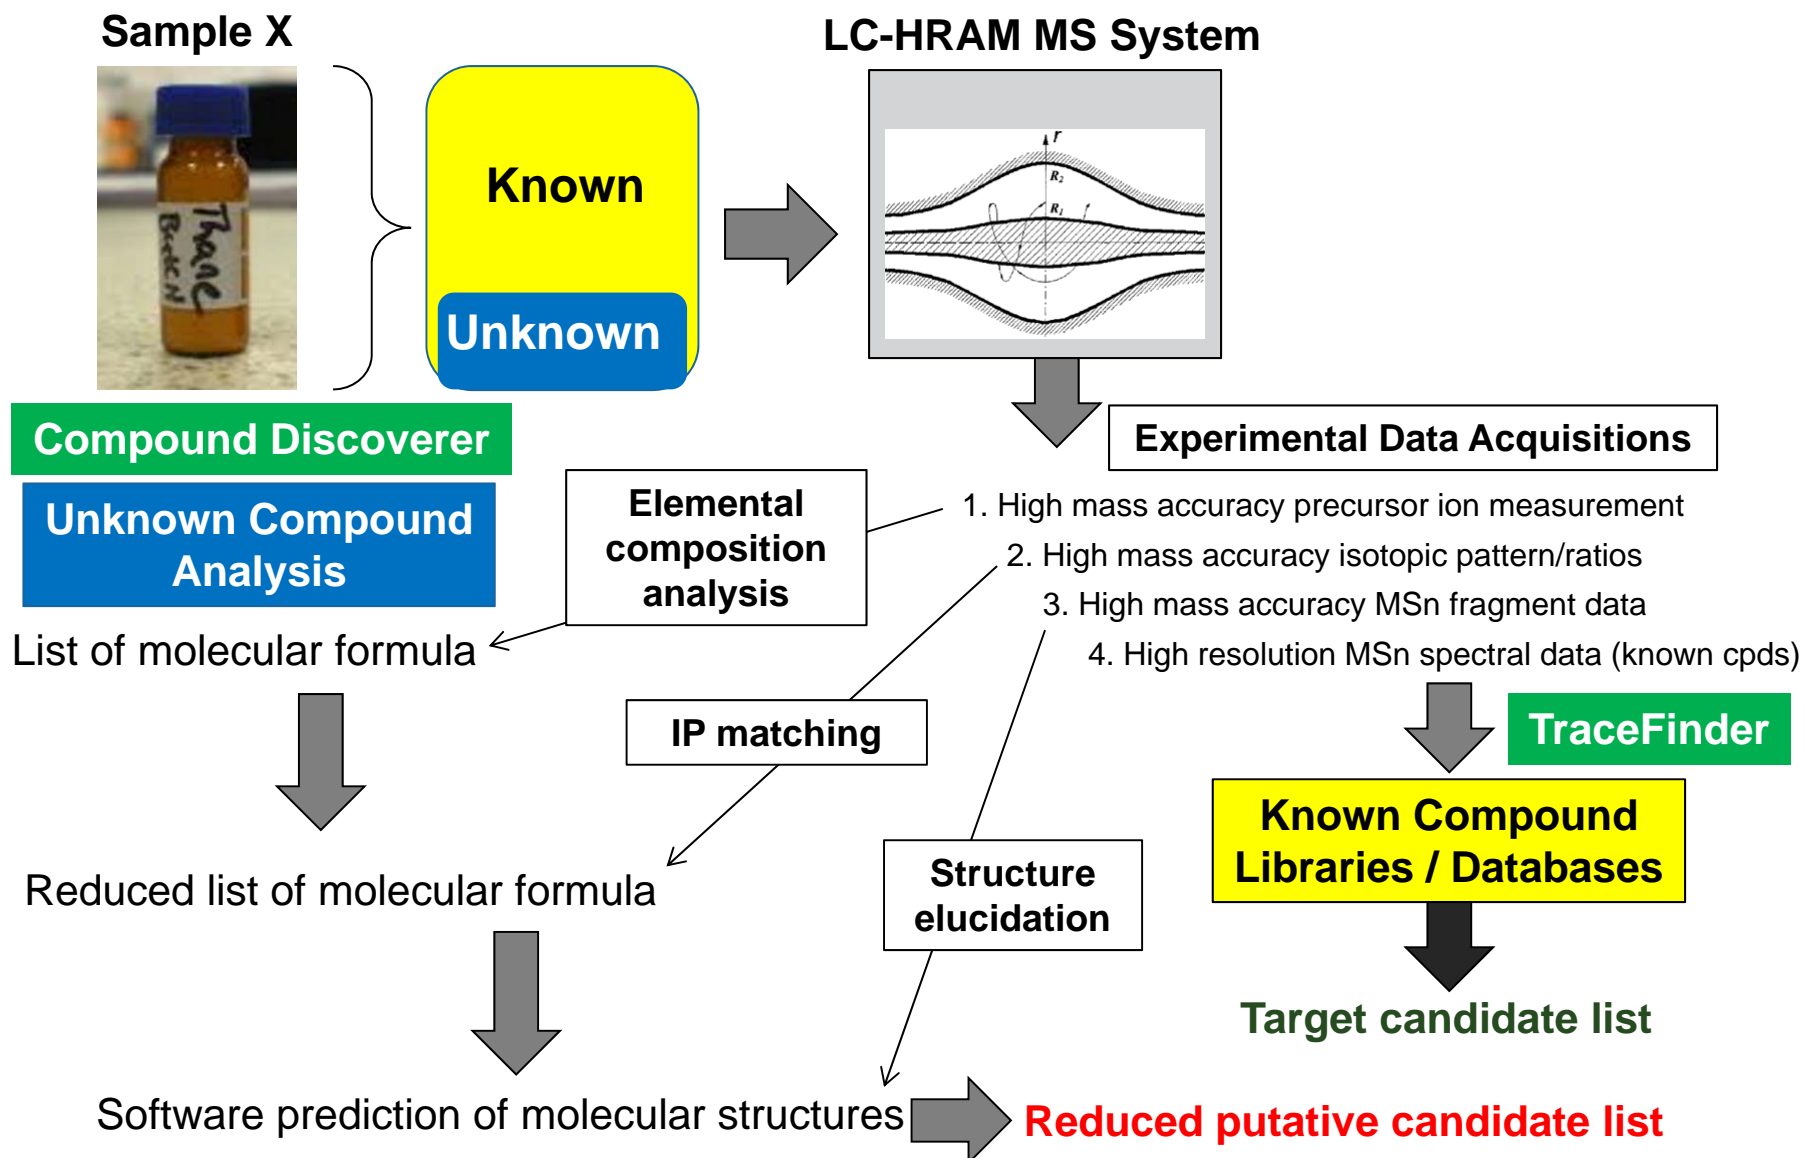 Sample X
LC-HRAM MS System
Thane
Known
Unknown
r
R2
R1
Compound Discoverer
Unknown Compound
Analysis
Experimental Data Acquisitions
Elemental
composition
analysis
1. High mass accuracy precursor ion measurement
2. High mass accuracy isotopic pattern/ratios
3. High mass accuracy MSn fragment data
4. High resolution MSn spectral data (known cpds)
List of molecular formula
IP matching
TraceFinder
Known Compound
Libraries / Databases
Reduced list of molecular formula
Structure
elucidation
Target candidate list
Software prediction of molecular structures
Reduced putative candidate list